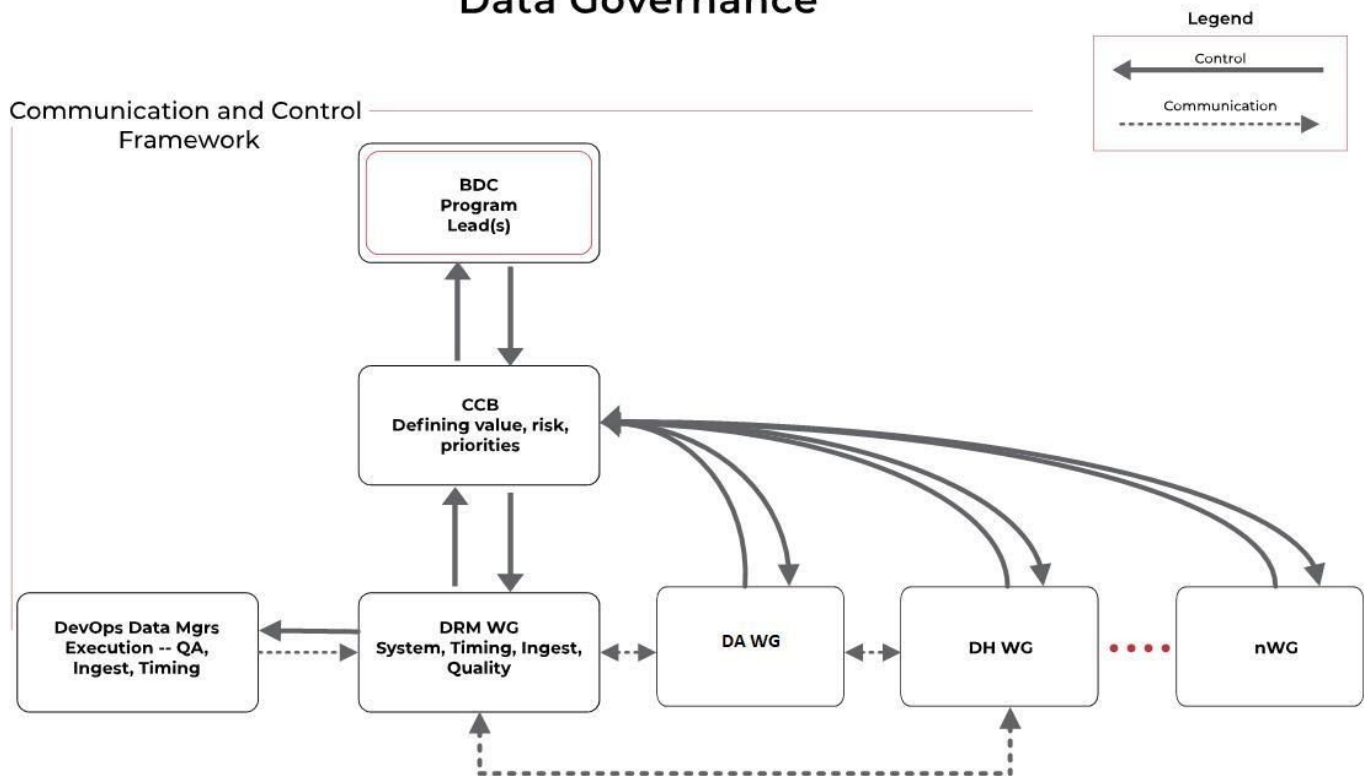 Data Governance
Legend
Control
Communication
Communication and Control
Framework
BDC
Program
Lead(s)
CCB
Defining value, risk,
priorities
DevOps Data Mgrs
Execution -- QA,
Ingest, Timing
DRM WG
System, Timing, Ingest,
Quality
DA WG
DH WG
nWG